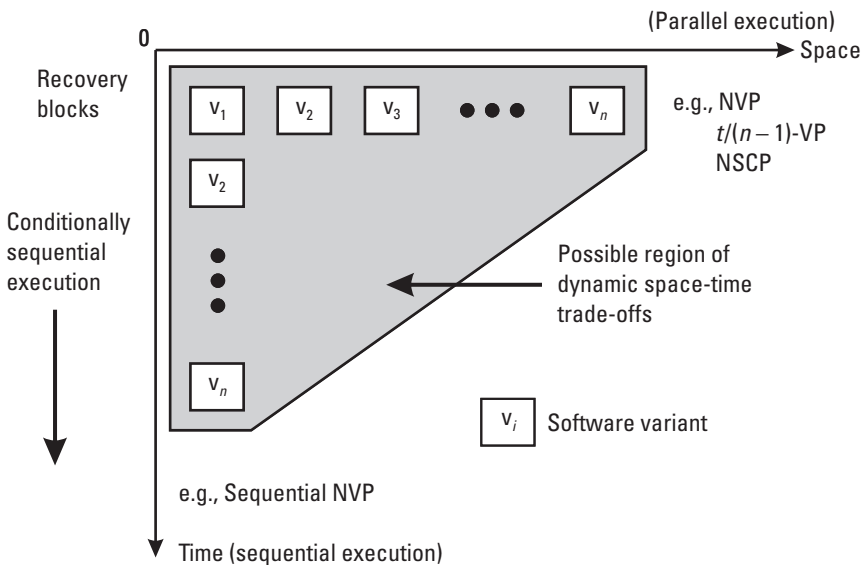 (Parallel execution)
0
Space
Recovery
blocks
v1 v2 v3 vn
e.g., NVP
t/(n – 1)-VP
NSCP
v2
Conditionally
sequential
execution
Possible region of
dynamic space-time
trade-offs
vn
vi Software variant
e.g., Sequential NVP
Time (sequential execution)